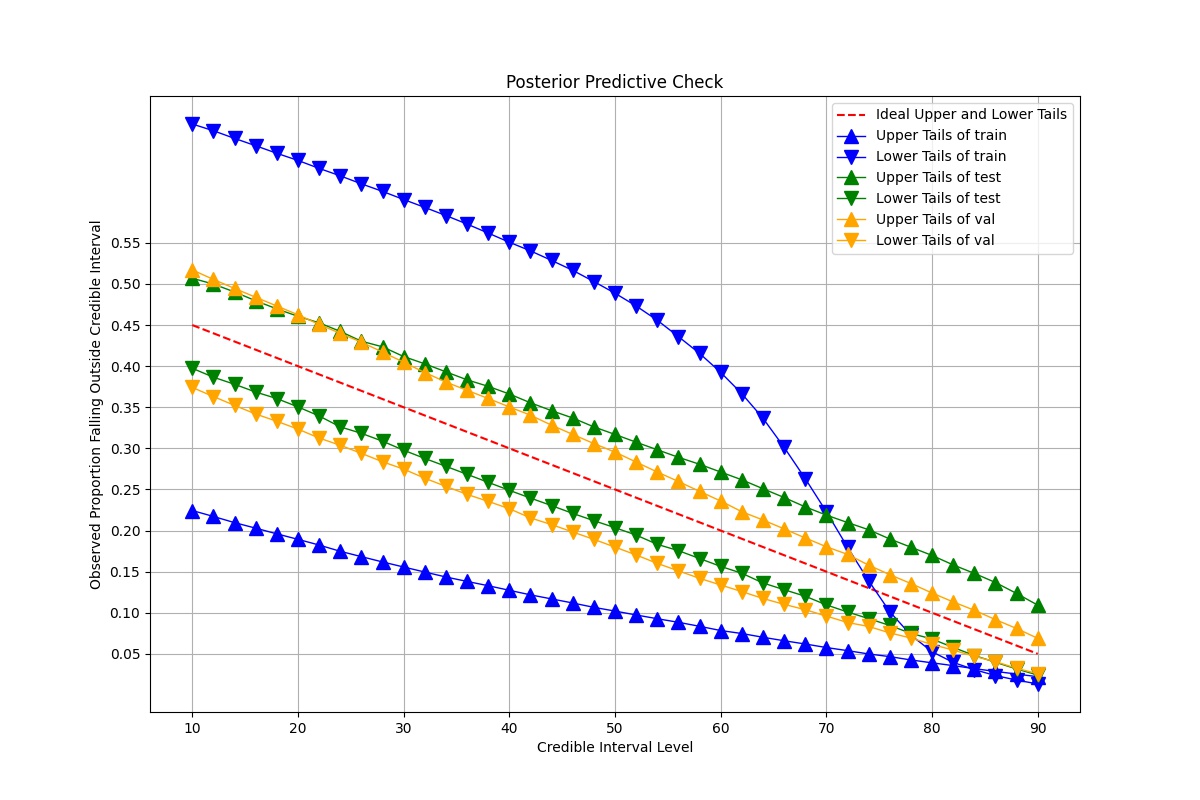 Posterior Predictive Check
Ideal Upper and Lower Tails
Upper Tails of train
Lower Tails of train
Upper Tails of test
Lower Tails of test
Upper Tails of val
Lower Tails of val
Observed Proportion Falling Outside Credible Interval
0.55
0.50
0.45
0.40
0.35
0.30
0.25
0.20
0.15
0.10
0.05
10 20 30 40 50 60 70 80 90
Credible Interval Level